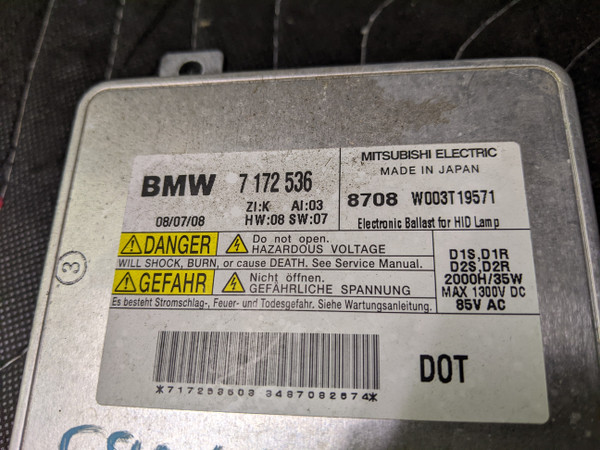 BMW 7 172 536
ZI:K AI:03
08/07/08 HW:08 SW:07
MITSUBISHI ELECTRIC
MADE IN JAPAN
8708 W003T19571
Electronic Ballast for HID Lamp
DANGER Do not open.
HAZARDOUS VOLTAGE
WILL SHOCK, BURN, or cause DEATH. See Service Manual.
GEFAHR Nicht öffnen.
GEFÄHRLICHE SPANNUNG
Es besteht Stromschlag-, Feuer- und Todesgefahr. Siehe Wartungsanleitung.
D1S,D1R
D2S,D2R
2000H/35W
MAX 1300V DC
85V AC
*717253603 3487082674*
DOT
3